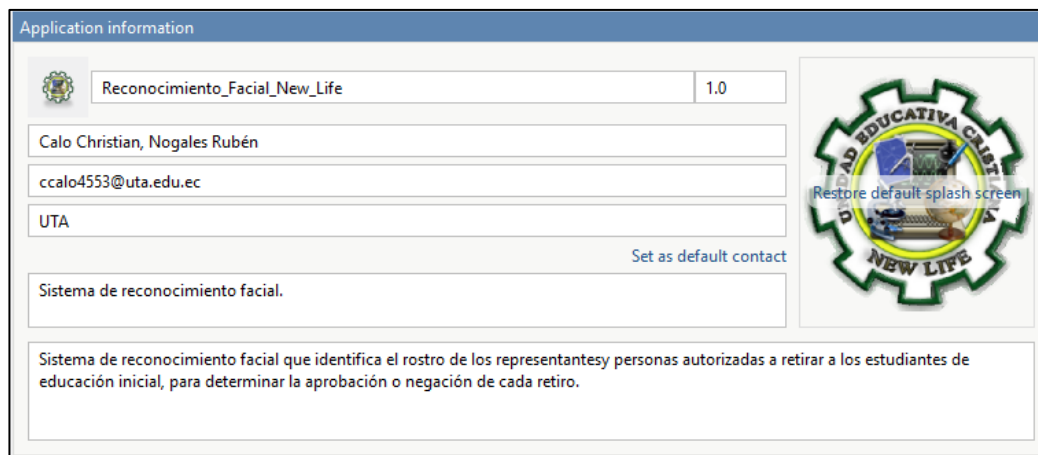 Application information
Reconocimiento_Facial_New_Life
1.0
Calo Christian, Nogales Rubén
ccalo4553@uta.edu.ec
UTA
Set as default contact
Sistema de reconocimiento facial.
UNIDAD EDUCATIVA CRISTIANA
Restore default splash screen
NEW LIFE
Sistema de reconocimiento facial que identifica el rostro de los representantesy personas autorizadas a retirar a los estudiantes de
educación inicial, para determinar la aprobación o negación de cada retiro.